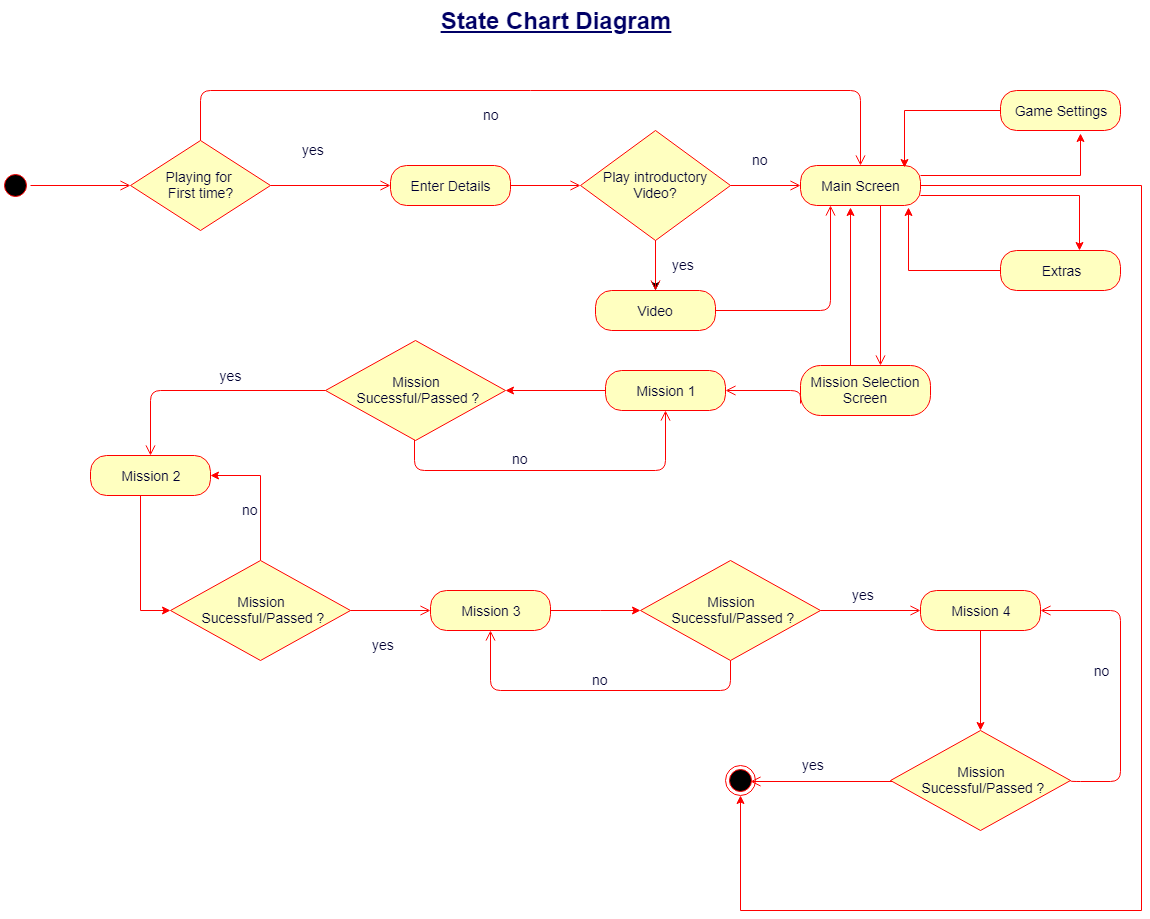 State Chart Diagram
no
Game Settings
yes
no
Playing for
First time?
Enter Details
Play introductory
Video?
Main Screen
yes
Extras
Video
yes
Mission
Sucessful/Passed ?
Mission 1
Mission Selection
Screen
no
Mission 2
no
Mission
Sucessful/Passed ?
yes
Mission 3
Mission
Sucessful/Passed ?
yes
Mission 4
no
no
yes
Mission
Sucessful/Passed ?